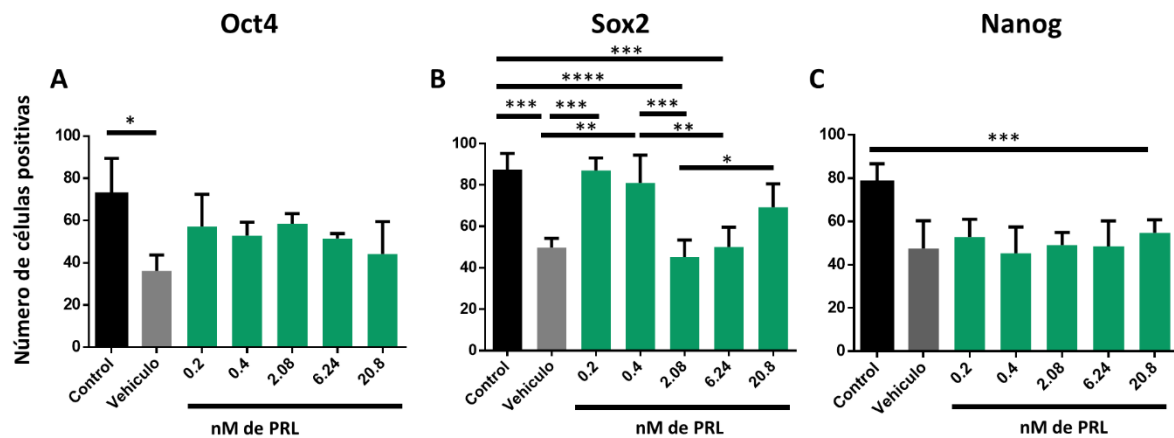 Oct4
Sox2
Nanog
A
B
C
Número de células positivas
*
100
80
60
40
20
0
Control
Vehiculo
0.2
0.4
2.08
6.24
20.8
nM de PRL
***
****
*** *** ***
** **
*
100
80
60
40
20
0
Control
Vehiculo
0.2
0.4
2.08
6.24
20.8
nM de PRL
***
100
80
60
40
20
0
Control
Vehiculo
0.2
0.4
2.08
6.24
20.8
nM de PRL